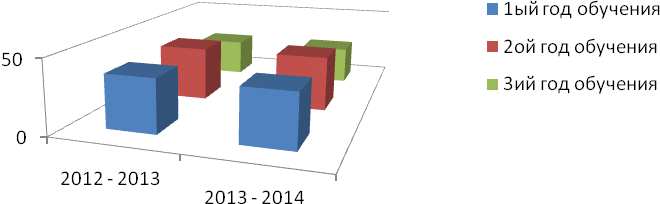 50
0
2012 - 2013
2013 - 2014
1ый год обучения
2ой год обучения
3ий год обучения